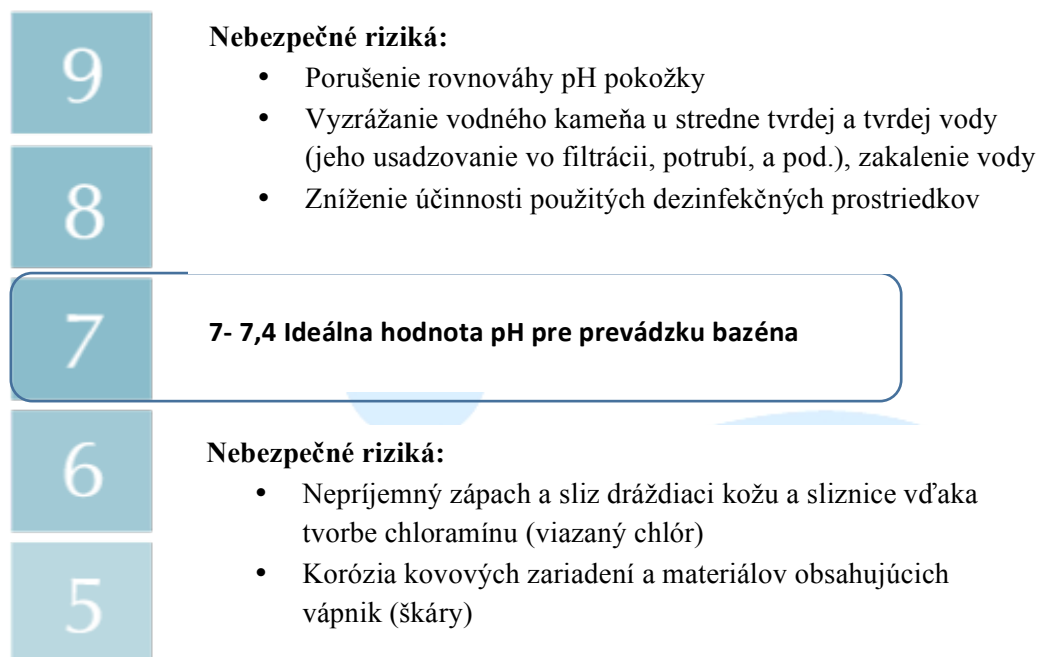 9
Nebezpečné riziká:
• Porušenie rovnováhy pH pokožky
• Vyzrážanie vodného kameňa u stredne tvrdej a tvrdej vody
(jeho usadzovanie vo filtrácii, potrubí, a pod.), zakalenie vody
8
• Zníženie účinnosti použitých dezinfekčných prostriedkov
7
7- 7,4 Ideálna hodnota pH pre prevádzku bazéna
6
Nebezpečné riziká:
• Nepríjemný zápach a sliz dráždiaci kožu a sliznice vďaka
tvorbe chloramínu (viazaný chlór)
5
• Korózia kovových zariadení a materiálov obsahujúcich
vápnik (škáry)